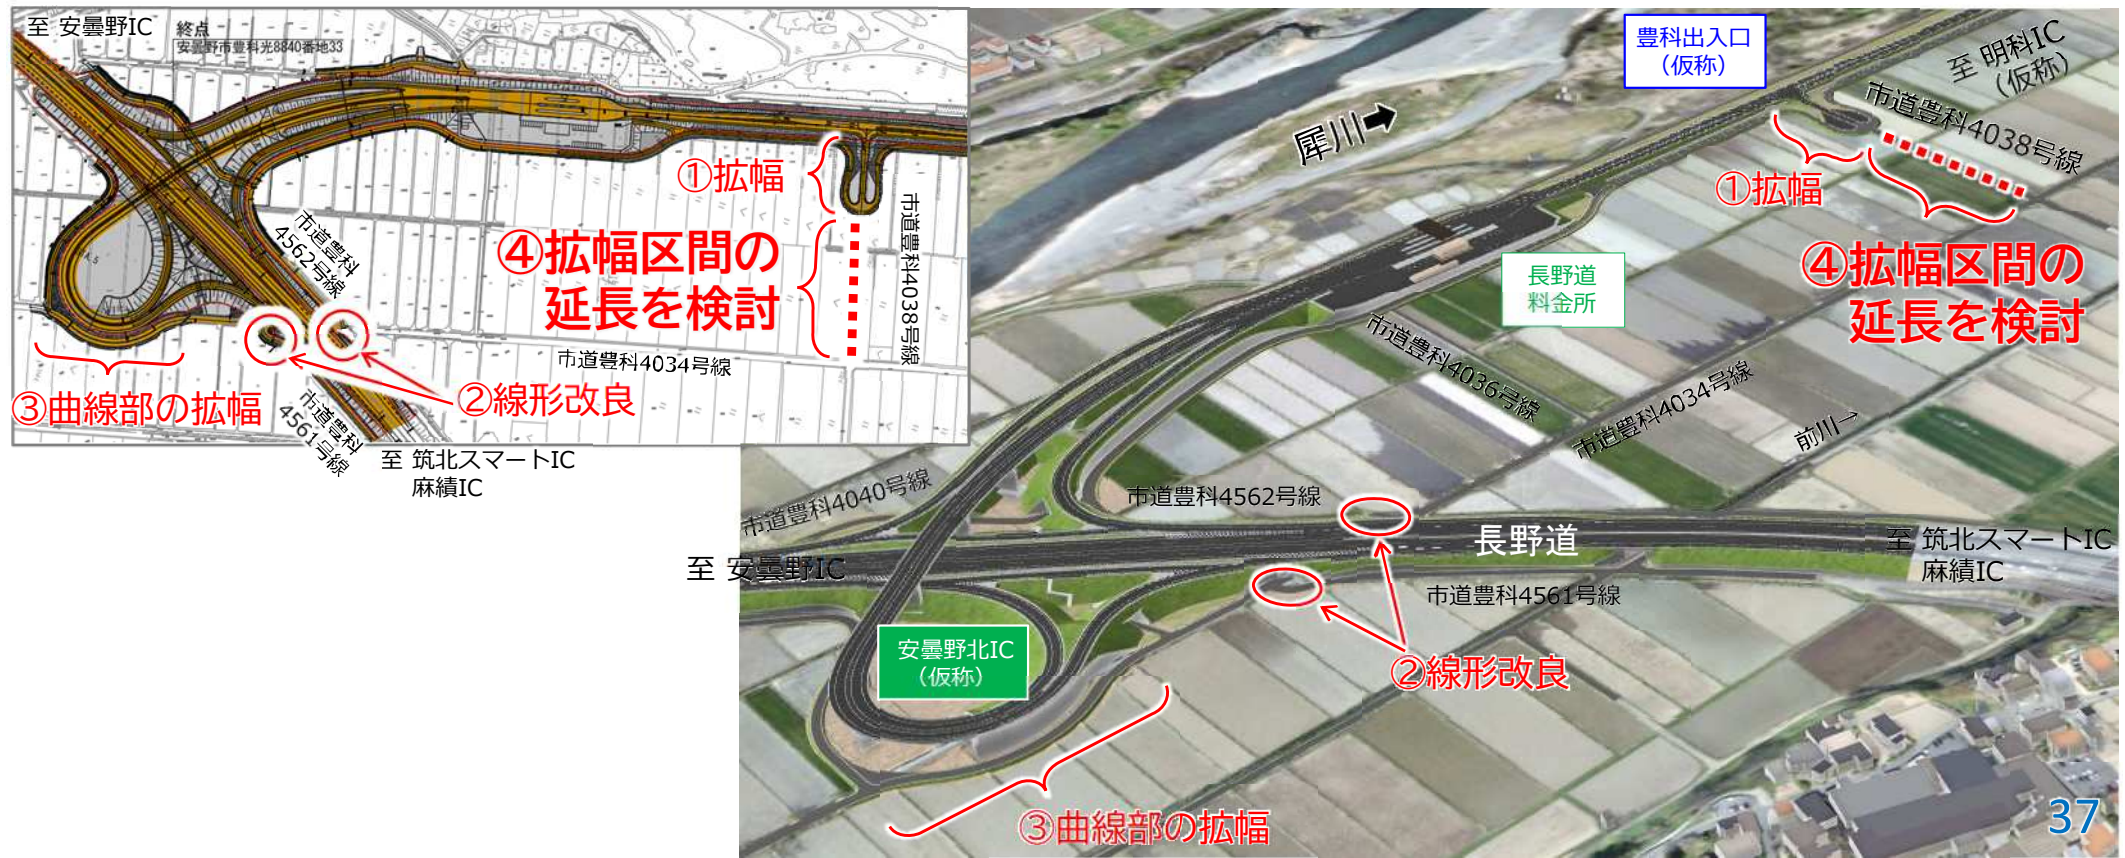 至 安曇野IC
終点
安曇野市豊科光8840番地33
①拡幅
市道豊科
4562号線
④拡幅区間の
延長を検討
市道豊科4038号線
市道豊科4034号線
②線形改良
③曲線部の拡幅
市道豊科
4561号線
至 筑北スマートIC
麻績IC
豊科出入口
（仮称）
至 明科IC
（仮称）
市道豊科4038号線
犀川
①拡幅
④拡幅区間の
延長を検討
長野道
料金所
市道豊科4036号線
市道豊科4034号線
前川→
市道豊科4040号線
市道豊科4562号線
長野道
至 安曇野IC
至 筑北スマートIC
麻績IC
市道豊科4561号線
安曇野北IC
（仮称）
②線形改良
③曲線部の拡幅
37